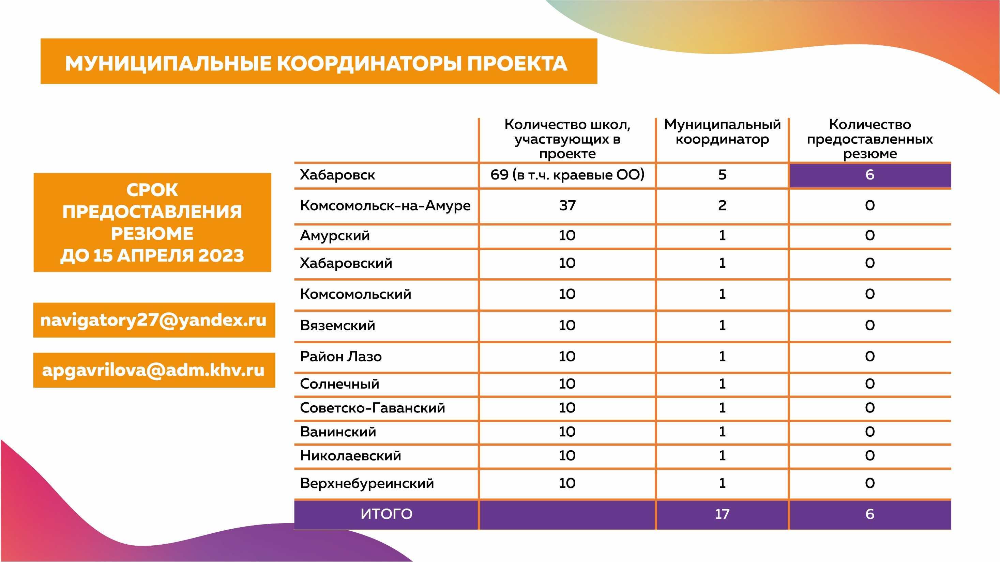 МУНИЦИПАЛЬНЫЕ КООРДИНАТОРЫ ПРОЕКТА
СРОК
ПРЕДОСТАВЛЕНИЯ
РЕЗЮМЕ
ДО 15 АПРЕЛЯ 2023
navigatory27@yandex.ru
apgavrilova@adm.khv.ru
Количество школ,
участвующих в
проекте
Муниципальный
координатор
Количество
предоставленных
резюме
Хабаровск 69 (в т.ч. краевые ОО) 5 6
Комсомольск-на-Амуре 37 2 0
Амурский 10 1 0
Хабаровский 10 1 0
Комсомольский 10 1 0
Вяземский 10 1 0
Район Лазо 10 1 0
Солнечный 10 1 0
Советско-Гаванский 10 1 0
Ванинский 10 1 0
Николаевский 10 1 0
Верхнебуреинский 10 1 0
ИТОГО 17 6